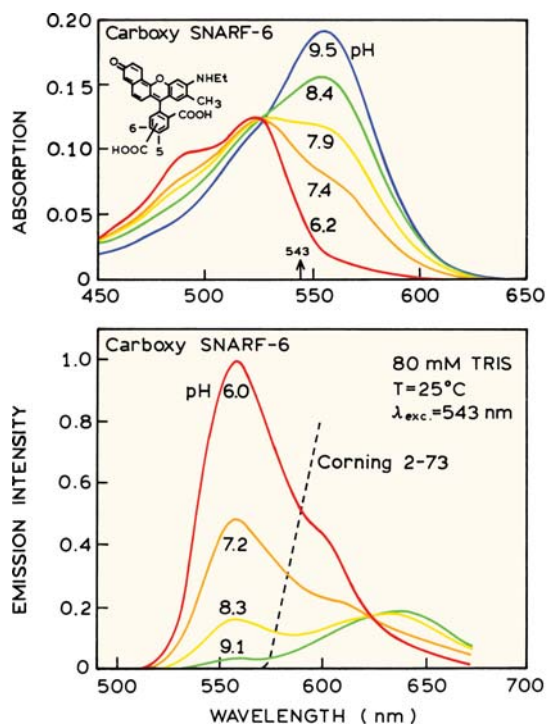 0.20
Carboxy SNARF-6
O
O
NHEt
CH₃
COOH
6
5
HOOC
9.5 pH
8.4
7.9
7.4
6.2
543
0.15
0.10
0.05
0
ABSORPTION
450
500
550
600
650
Carboxy SNARF-6
80 mM TRIS
T=25°C
λexc.=543 nm
pH 6.0
Corning 2-73
7.2
8.3
9.1
1.0
0.8
0.6
0.4
0.2
0
EMISSION INTENSITY
500
550
600
700
WAVELENGTH (nm)